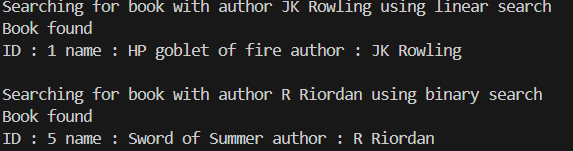 Searching for book with author JK Rowling using linear search
Book found
ID : 1 name : HP goblet of fire author : JK Rowling
Searching for book with author R Riordan using binary search
Book found
ID : 5 name : Sword of Summer author : R Riordan